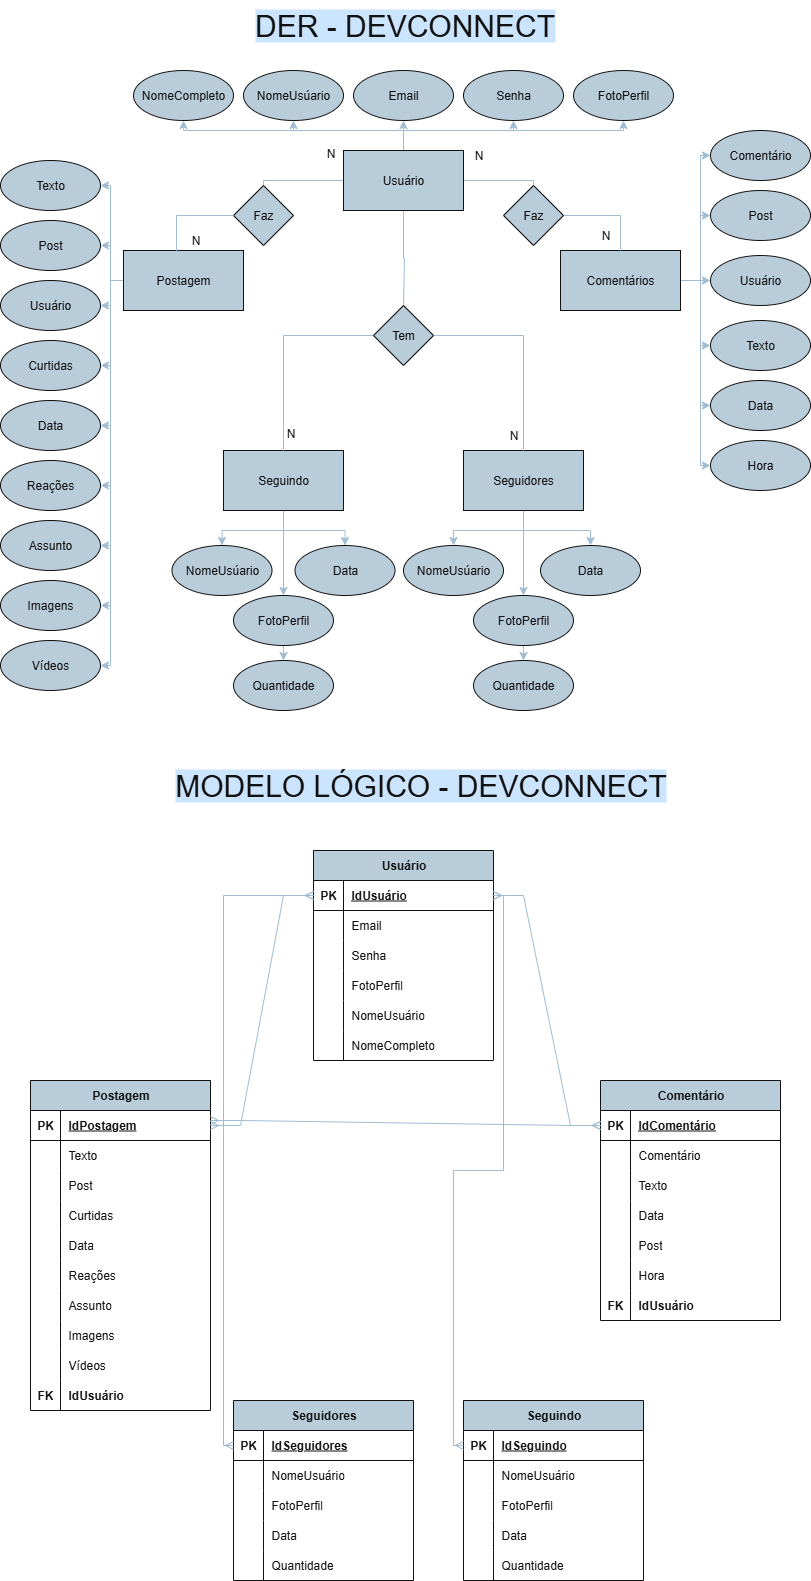 DER - DEVCONNECT
NomeCompleto
NomeUsúario
Email
Senha
FotoPerfil
N
N
Usuário
Faz
Faz
N
N
Postagem
Comentários
Texto
Post
Usuário
Curtidas
Data
Reações
Assunto
Imagens
Vídeos
Comentário
Post
Usuário
Texto
Data
Hora
Tem
N
N
Seguindo
Seguidores
NomeUsúario
Data
FotoPerfil
Quantidade
NomeUsúario
Data
FotoPerfil
Quantidade
MODELO LÓGICO - DEVCONNECT
Usuário
PK IdUsuário
Email
Senha
FotoPerfil
NomeUsuário
NomeCompleto
Postagem
PK IdPostagem
Texto
Post
Curtidas
Data
Reações
Assunto
Imagens
Vídeos
FK IdUsuário
Comentário
PK IdComentário
Comentário
Texto
Data
Post
Hora
FK IdUsuário
Seguidores
PK IdSeguidores
NomeUsuário
FotoPerfil
Data
Quantidade
Seguindo
PK IdSeguindo
NomeUsuário
FotoPerfil
Data
Quantidade